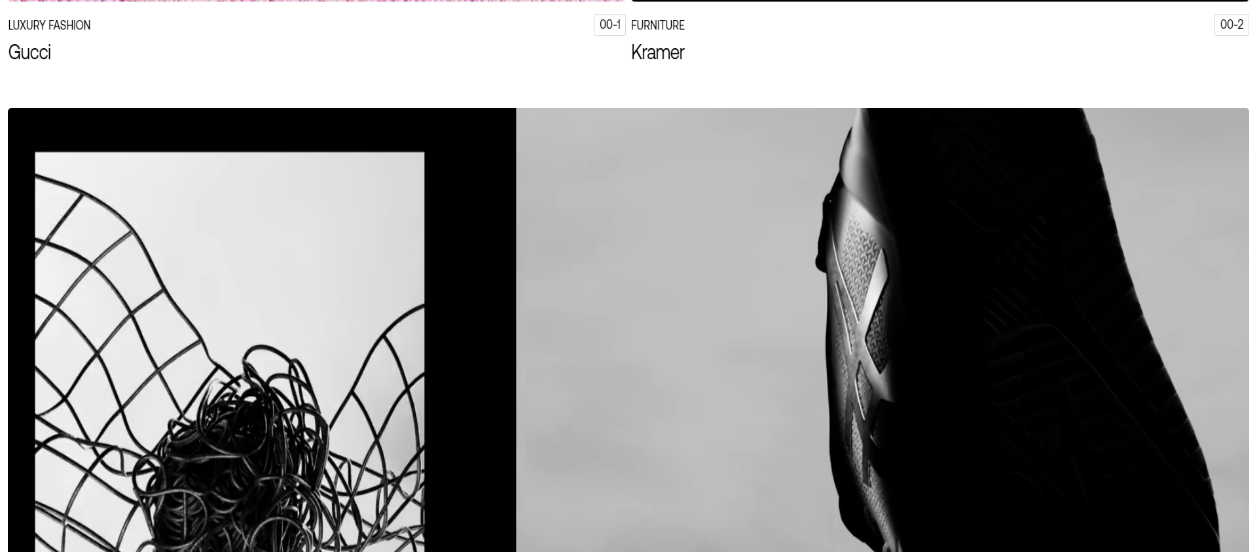 LUXURY FASHION
00-1
Gucci
FURNITURE
00-2
Kramer